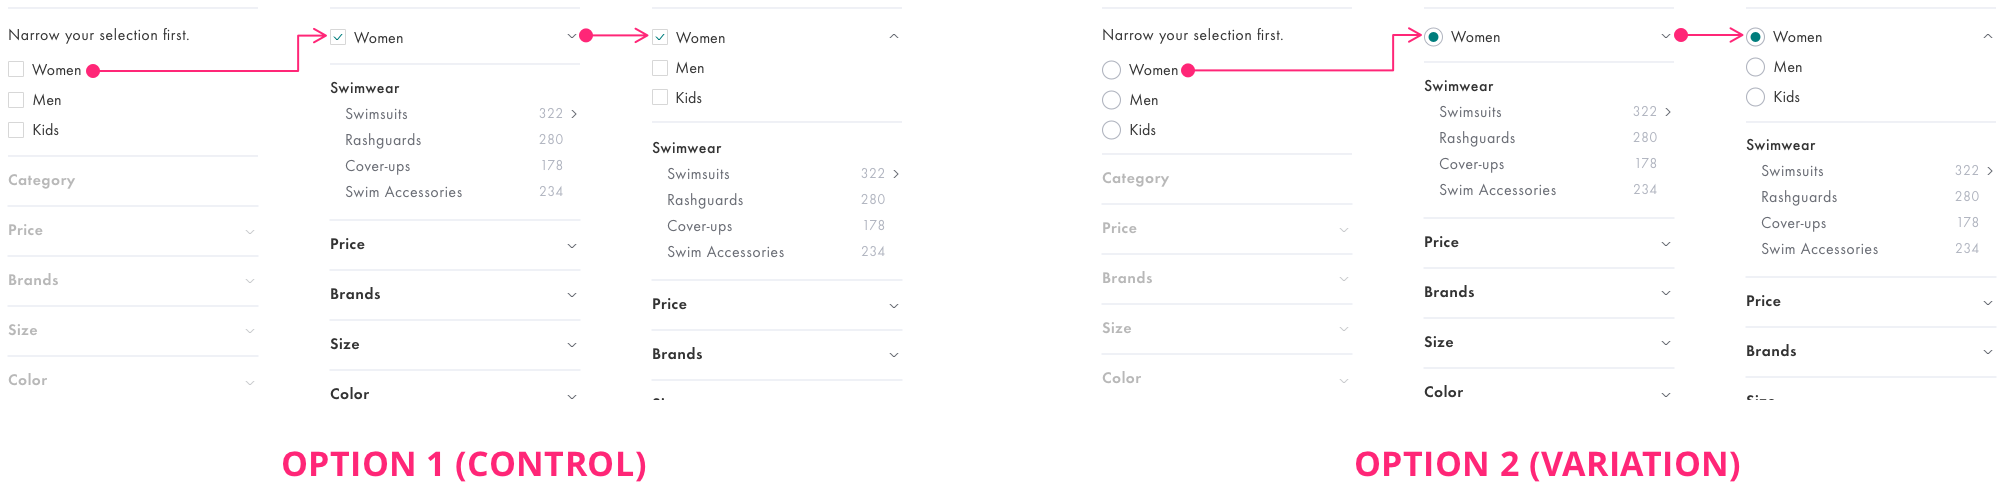 Narrow your selection first.
Women
Men
Kids
Category
Price
Brands
Size
Color
Women
Swimwear
Swimsuits 322
Rashguards 280
Cover-ups 178
Swim Accessories 234
Price
Brands
Size
Color
Women
Men
Kids
Swimwear
Swimsuits 322
Rashguards 280
Cover-ups 178
Swim Accessories 234
Price
Brands
OPTION 1 (CONTROL)
Narrow your selection first.
Women
Men
Kids
Category
Price
Brands
Size
Color
Women
Swimwear
Swimsuits 322
Rashguards 280
Cover-ups 178
Swim Accessories 234
Price
Brands
Size
Color
Women
Men
Kids
Swimwear
Swimsuits 322
Rashguards 280
Cover-ups 178
Swim Accessories 234
Price
Brands
Size
OPTION 2 (VARIATION)